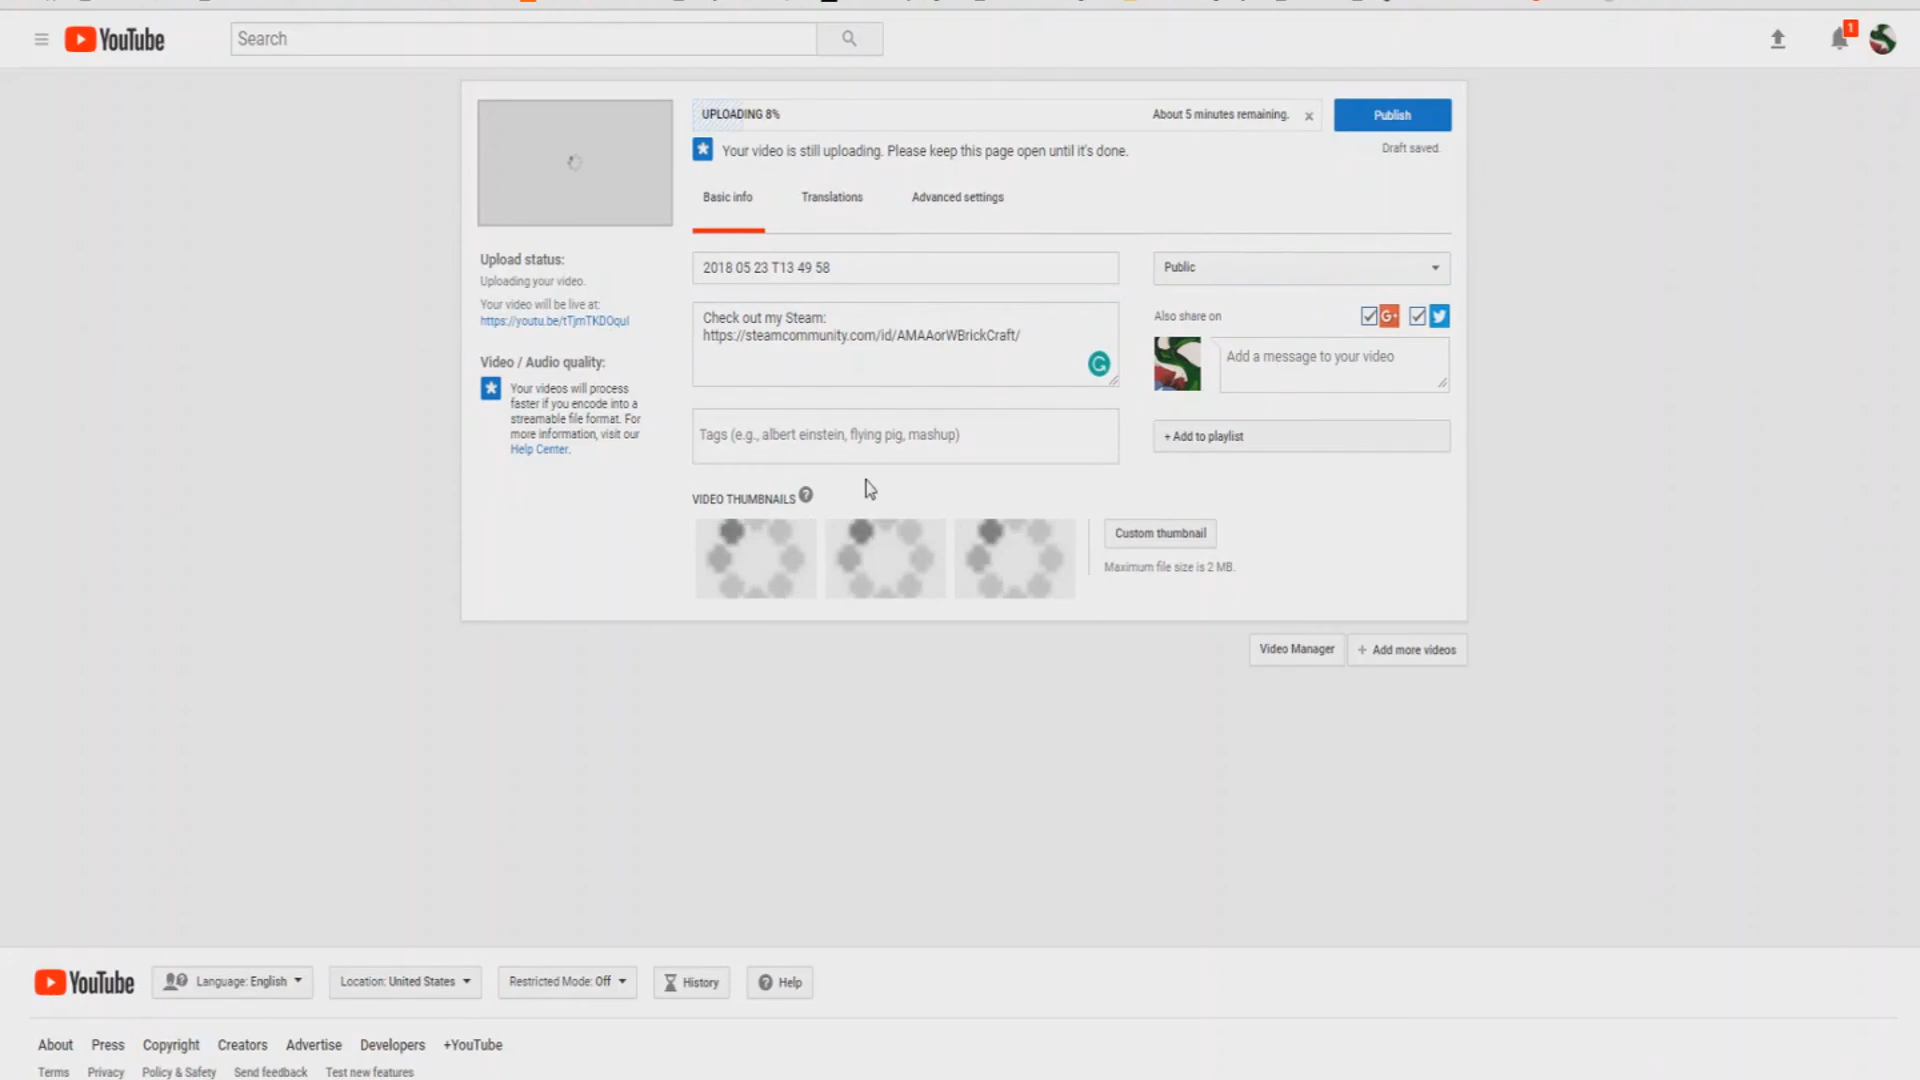 YouTube
Search
1
UPLOADING 8%
About 5 minutes remaining.
Publish
Your video is still uploading. Please keep this page open until it's done.
Draft saved.
Basic info
Translations
Advanced settings
Upload status:
Uploading your video.
Your video will be live at:
https://youtu.be/tTjmTKDOquI
Video / Audio quality:
Your videos will process
faster if you encode into a
streamable file format. For
more information, visit our
Help Center.
2018 05 23 T13 49 58
Check out my Steam:
https://steamcommunity.com/id/AMAAorWBrickCraft/
Tags (e.g., albert einstein, flying pig, mashup)
VIDEO THUMBNAILS ?
Custom thumbnail
Maximum file size is 2 MB.
Public
Also share on
G+
Add a message to your video
+ Add to playlist
Video Manager
+ Add more videos
YouTube
Language: English
Location: United States
Restricted Mode: Off
History
Help
About Press Copyright Creators Advertise Developers +YouTube
Terms Privacy Policy & Safety Send feedback Test new features